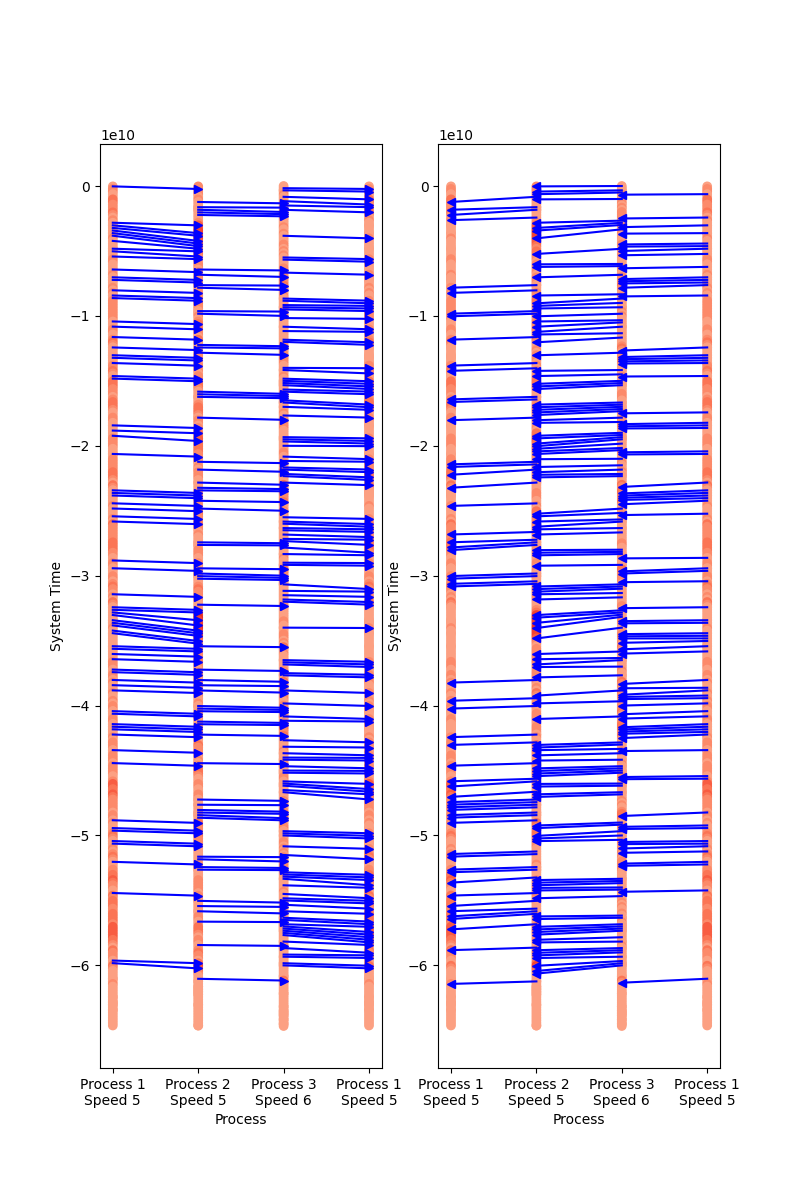 1e10
0
−1
−2
−3
−4
−5
−6
System Time
Process 1
Speed 5
Process 2
Speed 5
Process 3
Speed 6
Process 1
Speed 5
Process
1e10
0
−1
−2
−3
−4
−5
−6
System Time
Process 1
Speed 5
Process 2
Speed 5
Process 3
Speed 6
Process 1
Speed 5
Process